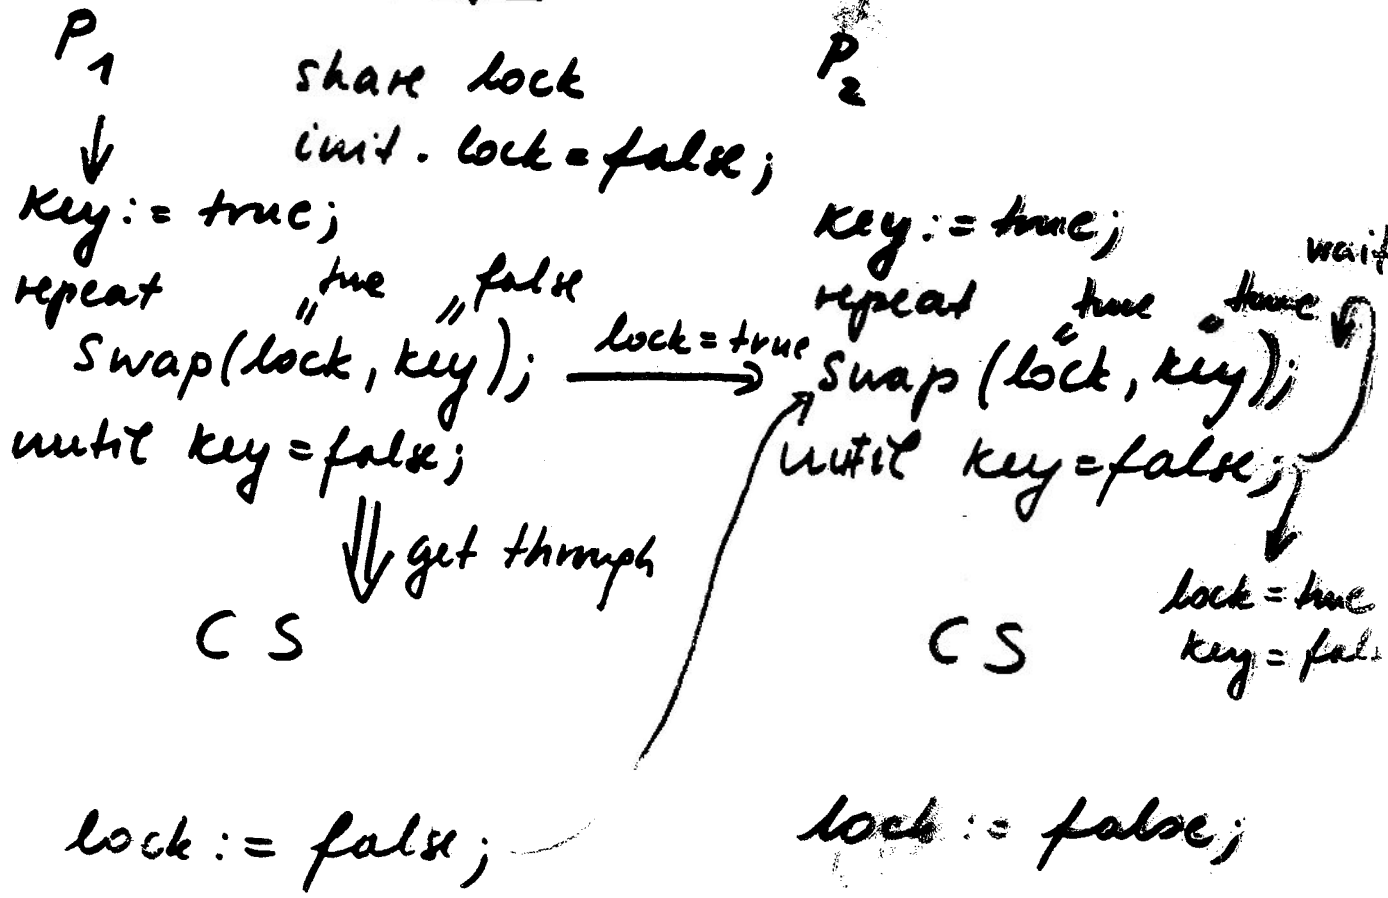 P1
share lock
init. lock = false;
key := true;
repeat
" true " false
Swap(lock, key);
until key = false;
get through
CS
lock := false;
lock = true
P2
key := true;
wait
repeat
" true " true
Swap(lock, key);
until key = false;
lock = true
key = fal
CS
lock := false;